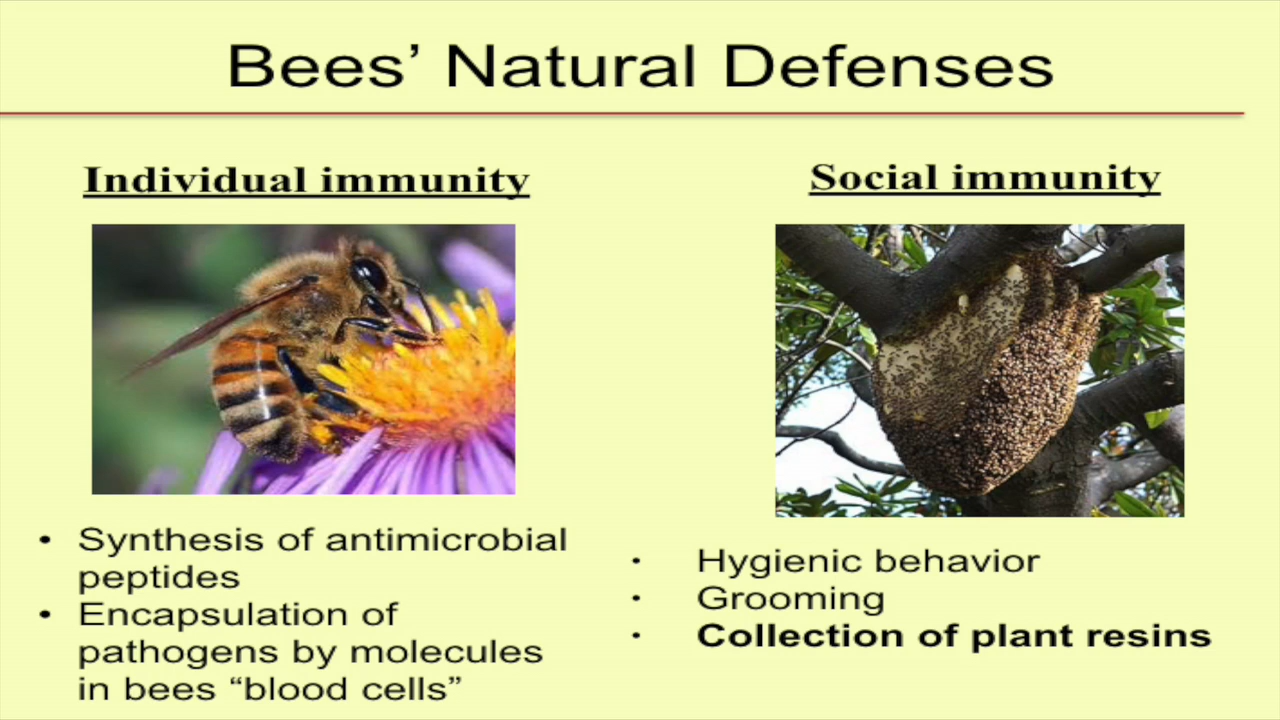 Bees’ Natural Defenses
Individual immunity
• Synthesis of antimicrobial
peptides
• Encapsulation of
pathogens by molecules
in bees “blood cells”
Social immunity
• Hygienic behavior
• Grooming
• Collection of plant resins